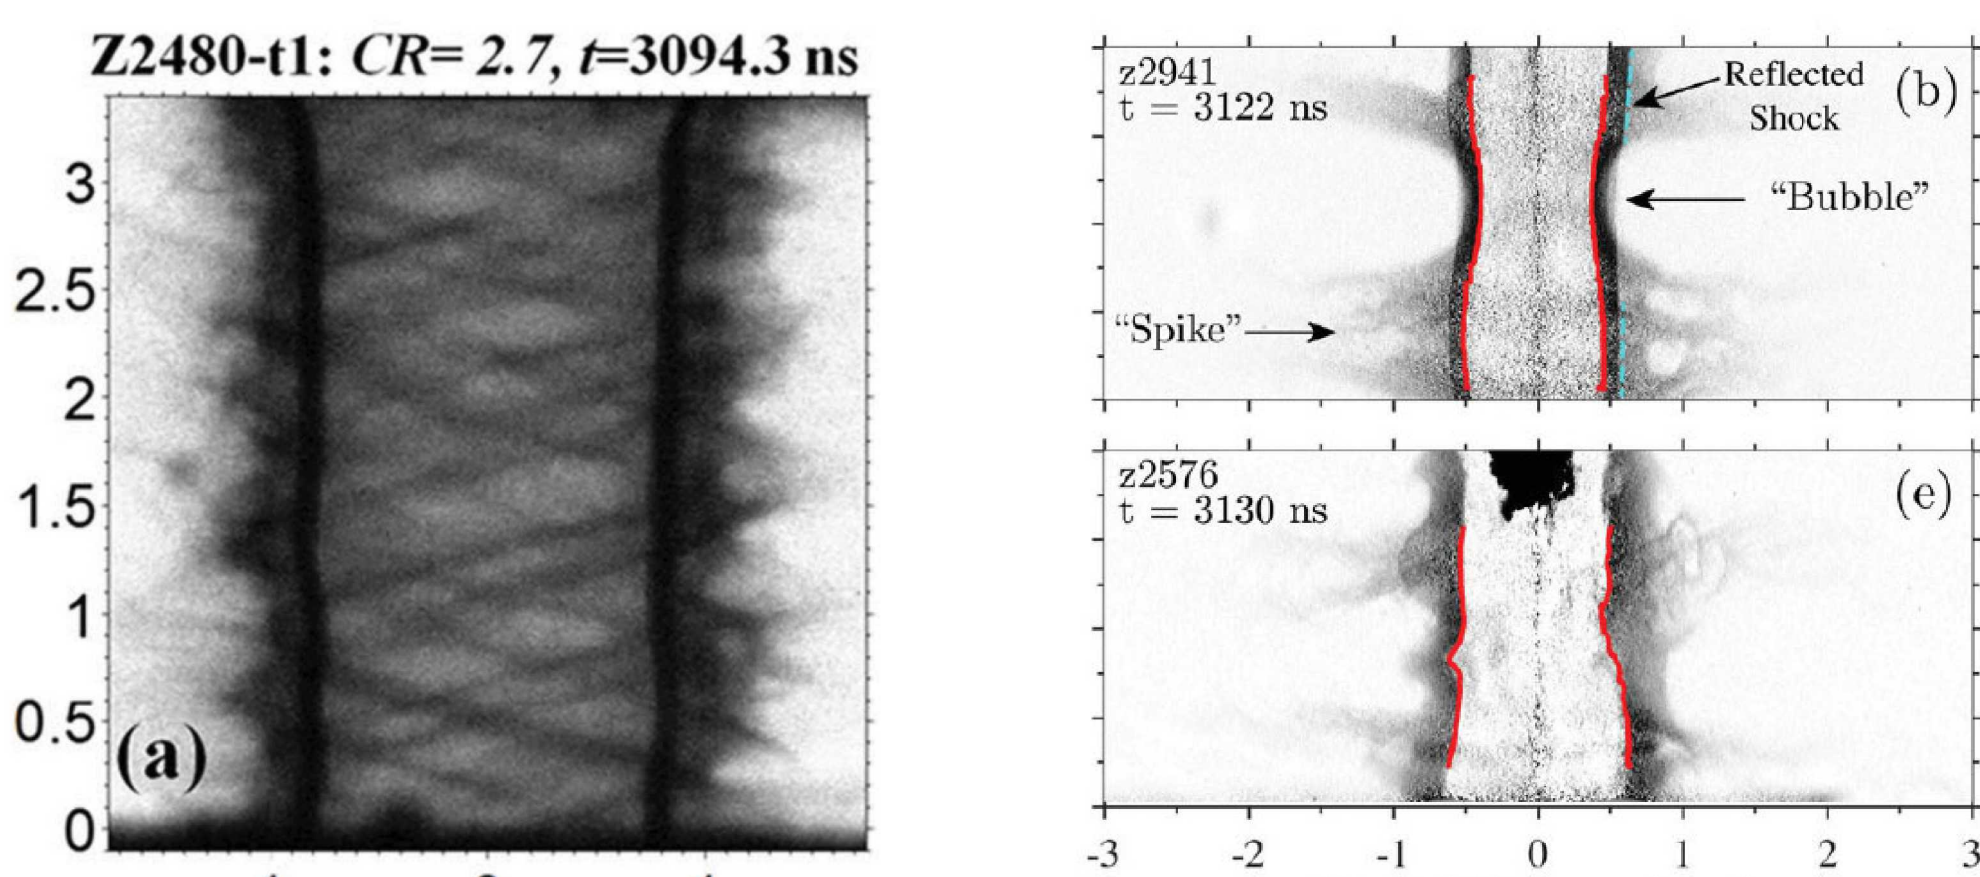 Z2480-t1: CR= 2.7, t=3094.3 ns
3
2.5
2
1.5
1
0.5
0
(a)
z2941
t = 3122 ns
Reflected
Shock
(b)
"Bubble"
"Spike"
z2576
t = 3130 ns
(e)
-3 -2 -1 0 1 2 3